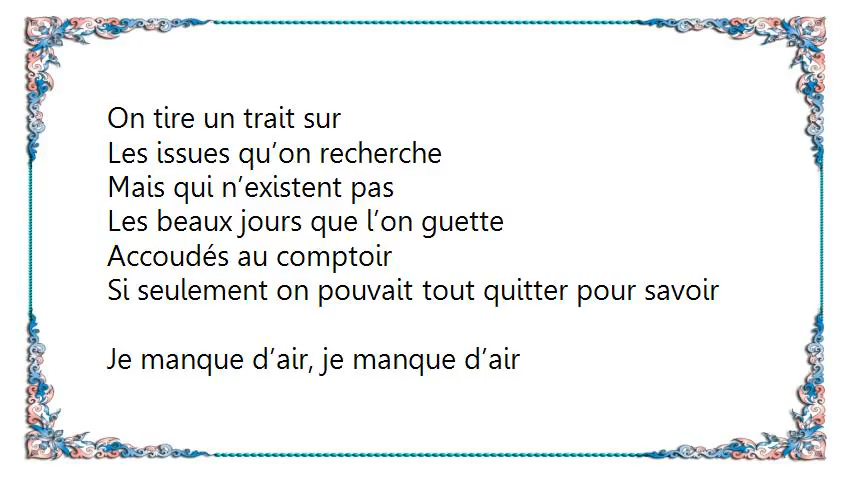 On tire un trait sur
Les issues qu’on recherche
Mais qui n’existent pas
Les beaux jours que l’on guette
Accoudés au comptoir
Si seulement on pouvait tout quitter pour savoir

Je manque d’air, je manque d’air